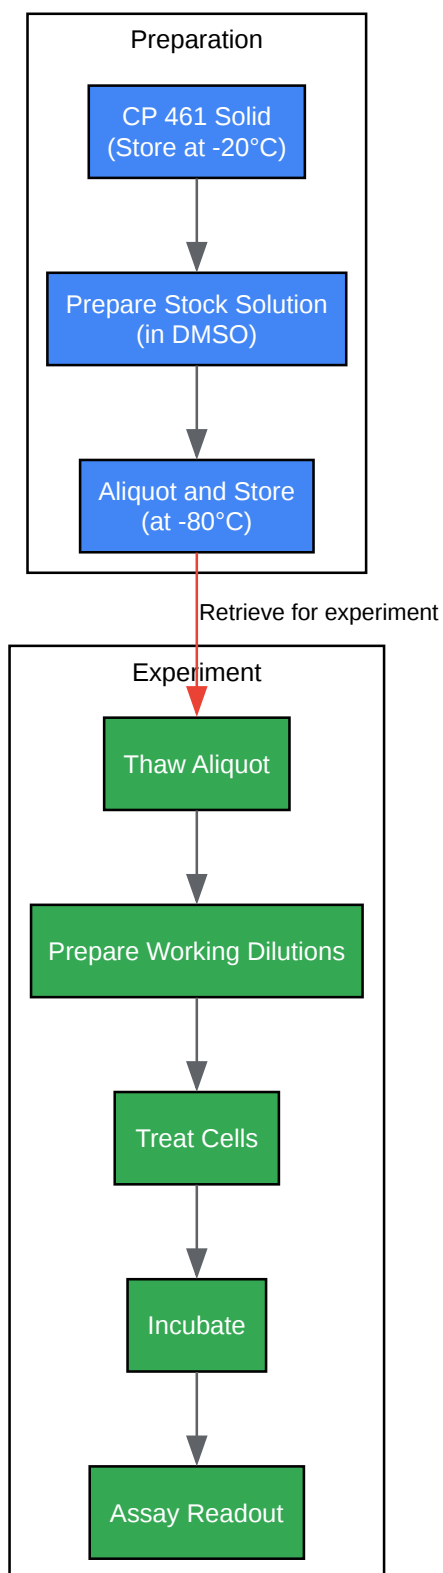 Preparation
CP 461 Solid
(Store at -20°C)
Prepare Stock Solution
(in DMSO)
Aliquot and Store
(at -80°C)
Retrieve for experiment
Experiment
Thaw Aliquot
Prepare Working Dilutions
Treat Cells
Incubate
Assay Readout